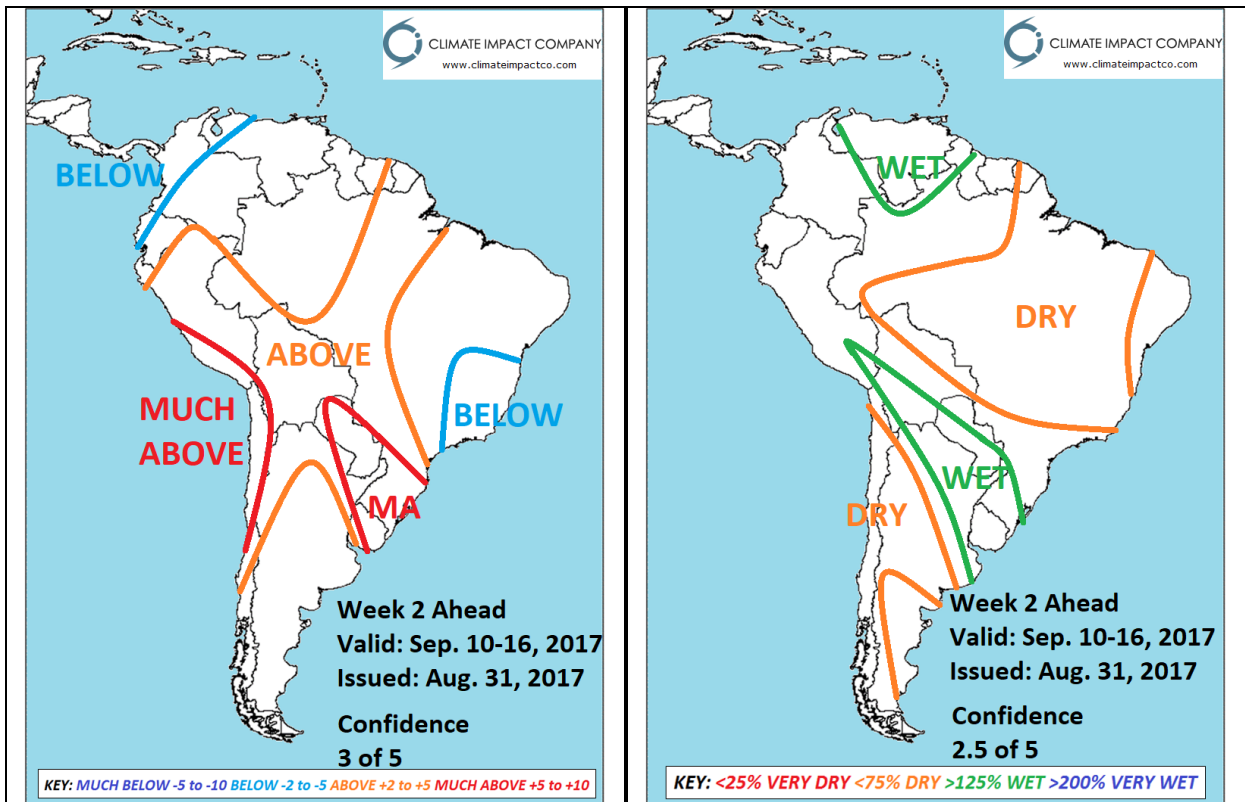 CLIMATE IMPACT COMPANY
www.climateimpactco.com
BELOW
ABOVE
MUCH
ABOVE
BELOW
MA
Week 2 Ahead
Valid: Sep. 10-16, 2017
Issued: Aug. 31, 2017
Confidence
3 of 5
KEY: MUCH BELOW -5 to -10 BELOW -2 to -5 ABOVE +2 to +5 MUCH ABOVE +5 to +10
CLIMATE IMPACT COMPANY
www.climateimpactco.com
WET
DRY
WET
DRY
Week 2 Ahead
Valid: Sep. 10-16, 2017
Issued: Aug. 31, 2017
Confidence
2.5 of 5
KEY: <25% VERY DRY <75% DRY >125% WET >200% VERY WET